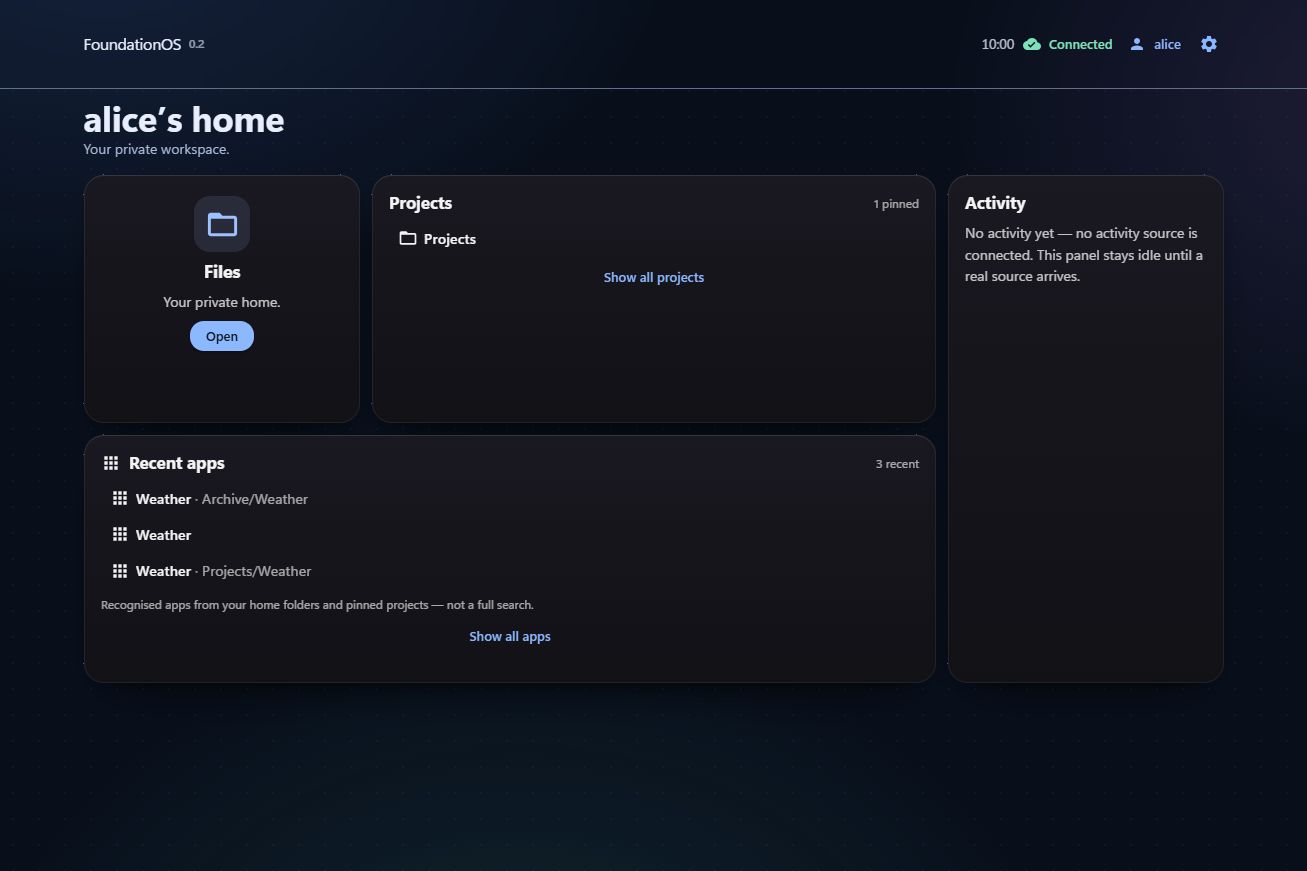 FoundationOS 0.2
10:00 Connected alice
alice’s home
Your private workspace.
Files
Your private home.
Open
Projects 1 pinned
Projects
Show all projects
Activity
No activity yet — no activity source is
connected. This panel stays idle until a
real source arrives.
Recent apps 3 recent
Weather · Archive/Weather
Weather
Weather · Projects/Weather
Recognised apps from your home folders and pinned projects — not a full search.
Show all apps